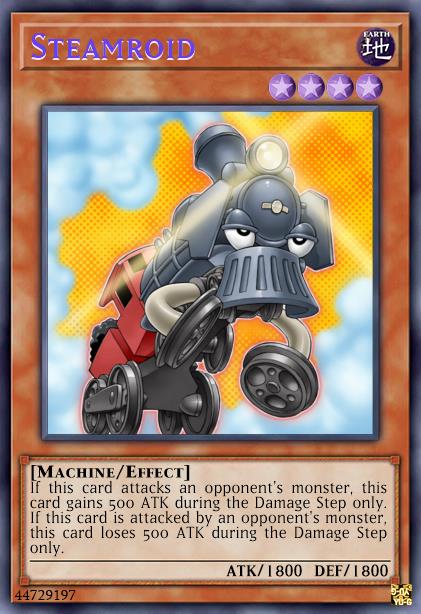 STEAMROID
EARTH
地
[MACHINE/EFFECT]
If this card attacks an opponent's monster, this
card gains 500 ATK during the Damage Step only.
If this card is attacked by an opponent's monster,
this card loses 500 ATK during the Damage Step
only.
ATK/1800 DEF/1800
44729197